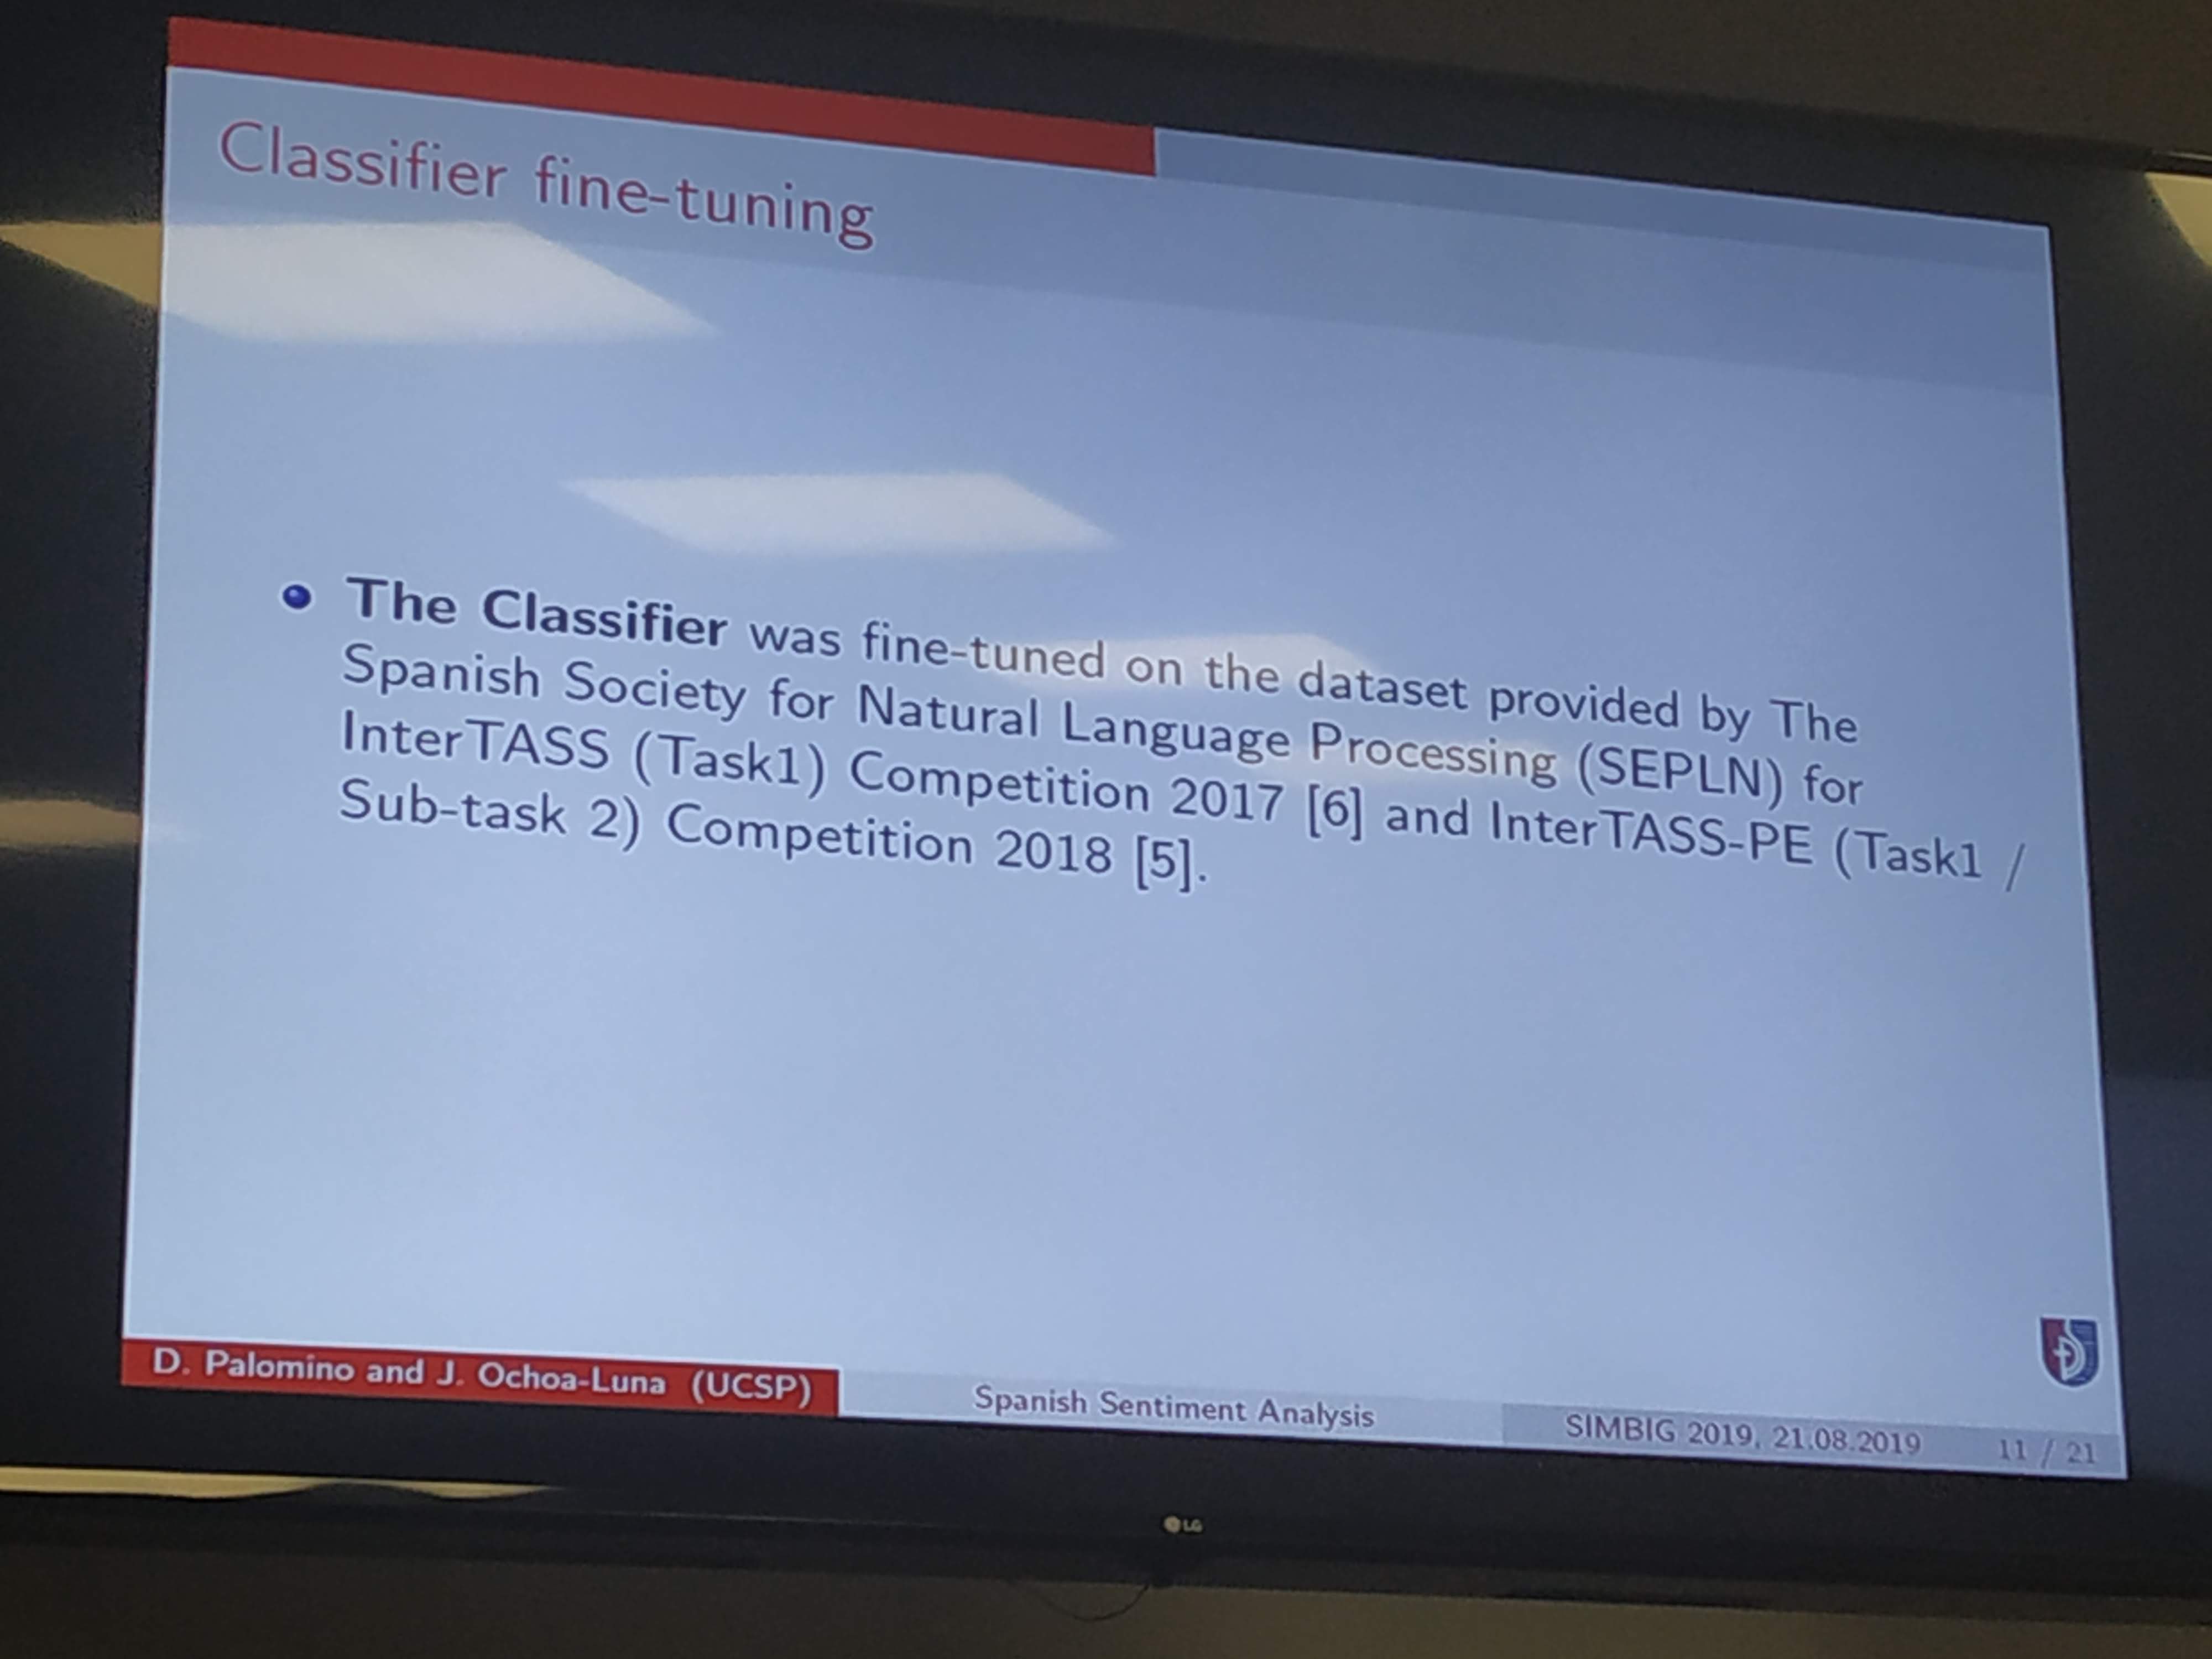 Classifier fine-tuning
The Classifier was fine-tuned on the dataset provided by The
Spanish Society for Natural Language Processing (SEPLN) for
InterTASS (Task1) Competition 2017 [6] and InterTASS-PE (Task1 /
Sub-task 2) Competition 2018 [5].
D. Palomino and J. Ochoa-Luna (UCSP)
Spanish Sentiment Analysis
SIMBIG 2019, 21.08.2019
11 / 21
LG